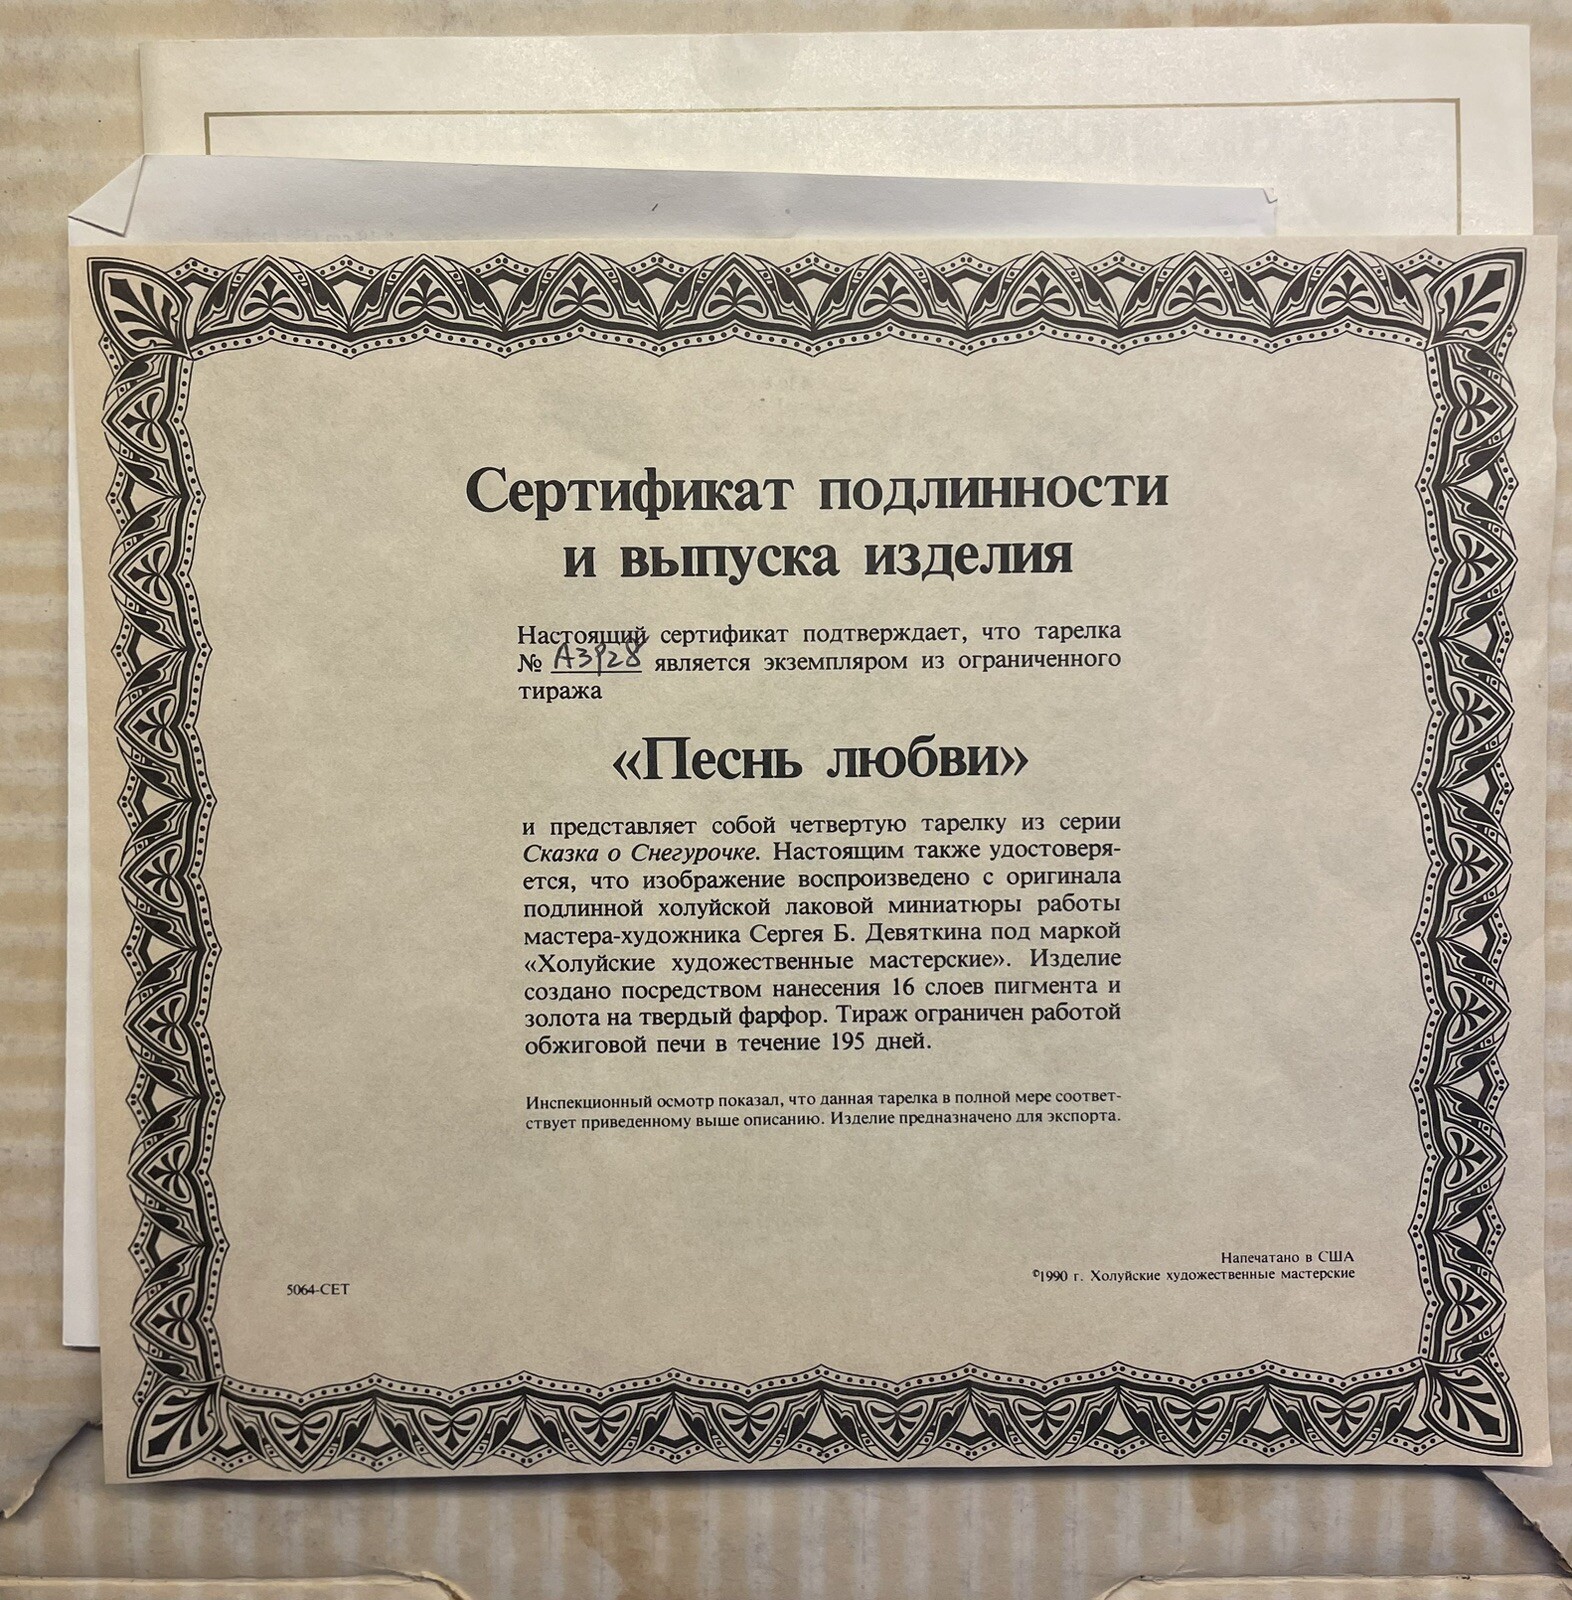 Сертификат подлинности
и выпуска изделия
Настоящий сертификат подтверждает, что тарелка
№ A3928 является экземпляром из ограниченного
тиража
«Песнь любви»
и представляет собой четвертую тарелку из серии
Сказка о Снегурочке. Настоящим также удостоверя-
ется, что изображение воспроизведено с оригинала
подлинной холуйской лаковой миниатюры работы
мастера-художника Сергея Б. Девяткина под маркой
«Холуйские художественные мастерские». Изделие
создано посредством нанесения 16 слоев пигмента и
золота на твердый фарфор. Тираж ограничен работой
обжиговой печи в течение 195 дней.
Инспекционный осмотр показал, что данная тарелка в полной мере соответ-
ствует приведенному выше описанию. Изделие предназначено для экспорта.
Напечатано в США
©1990 г. Холуйские художественные мастерские
5064-СЕТ